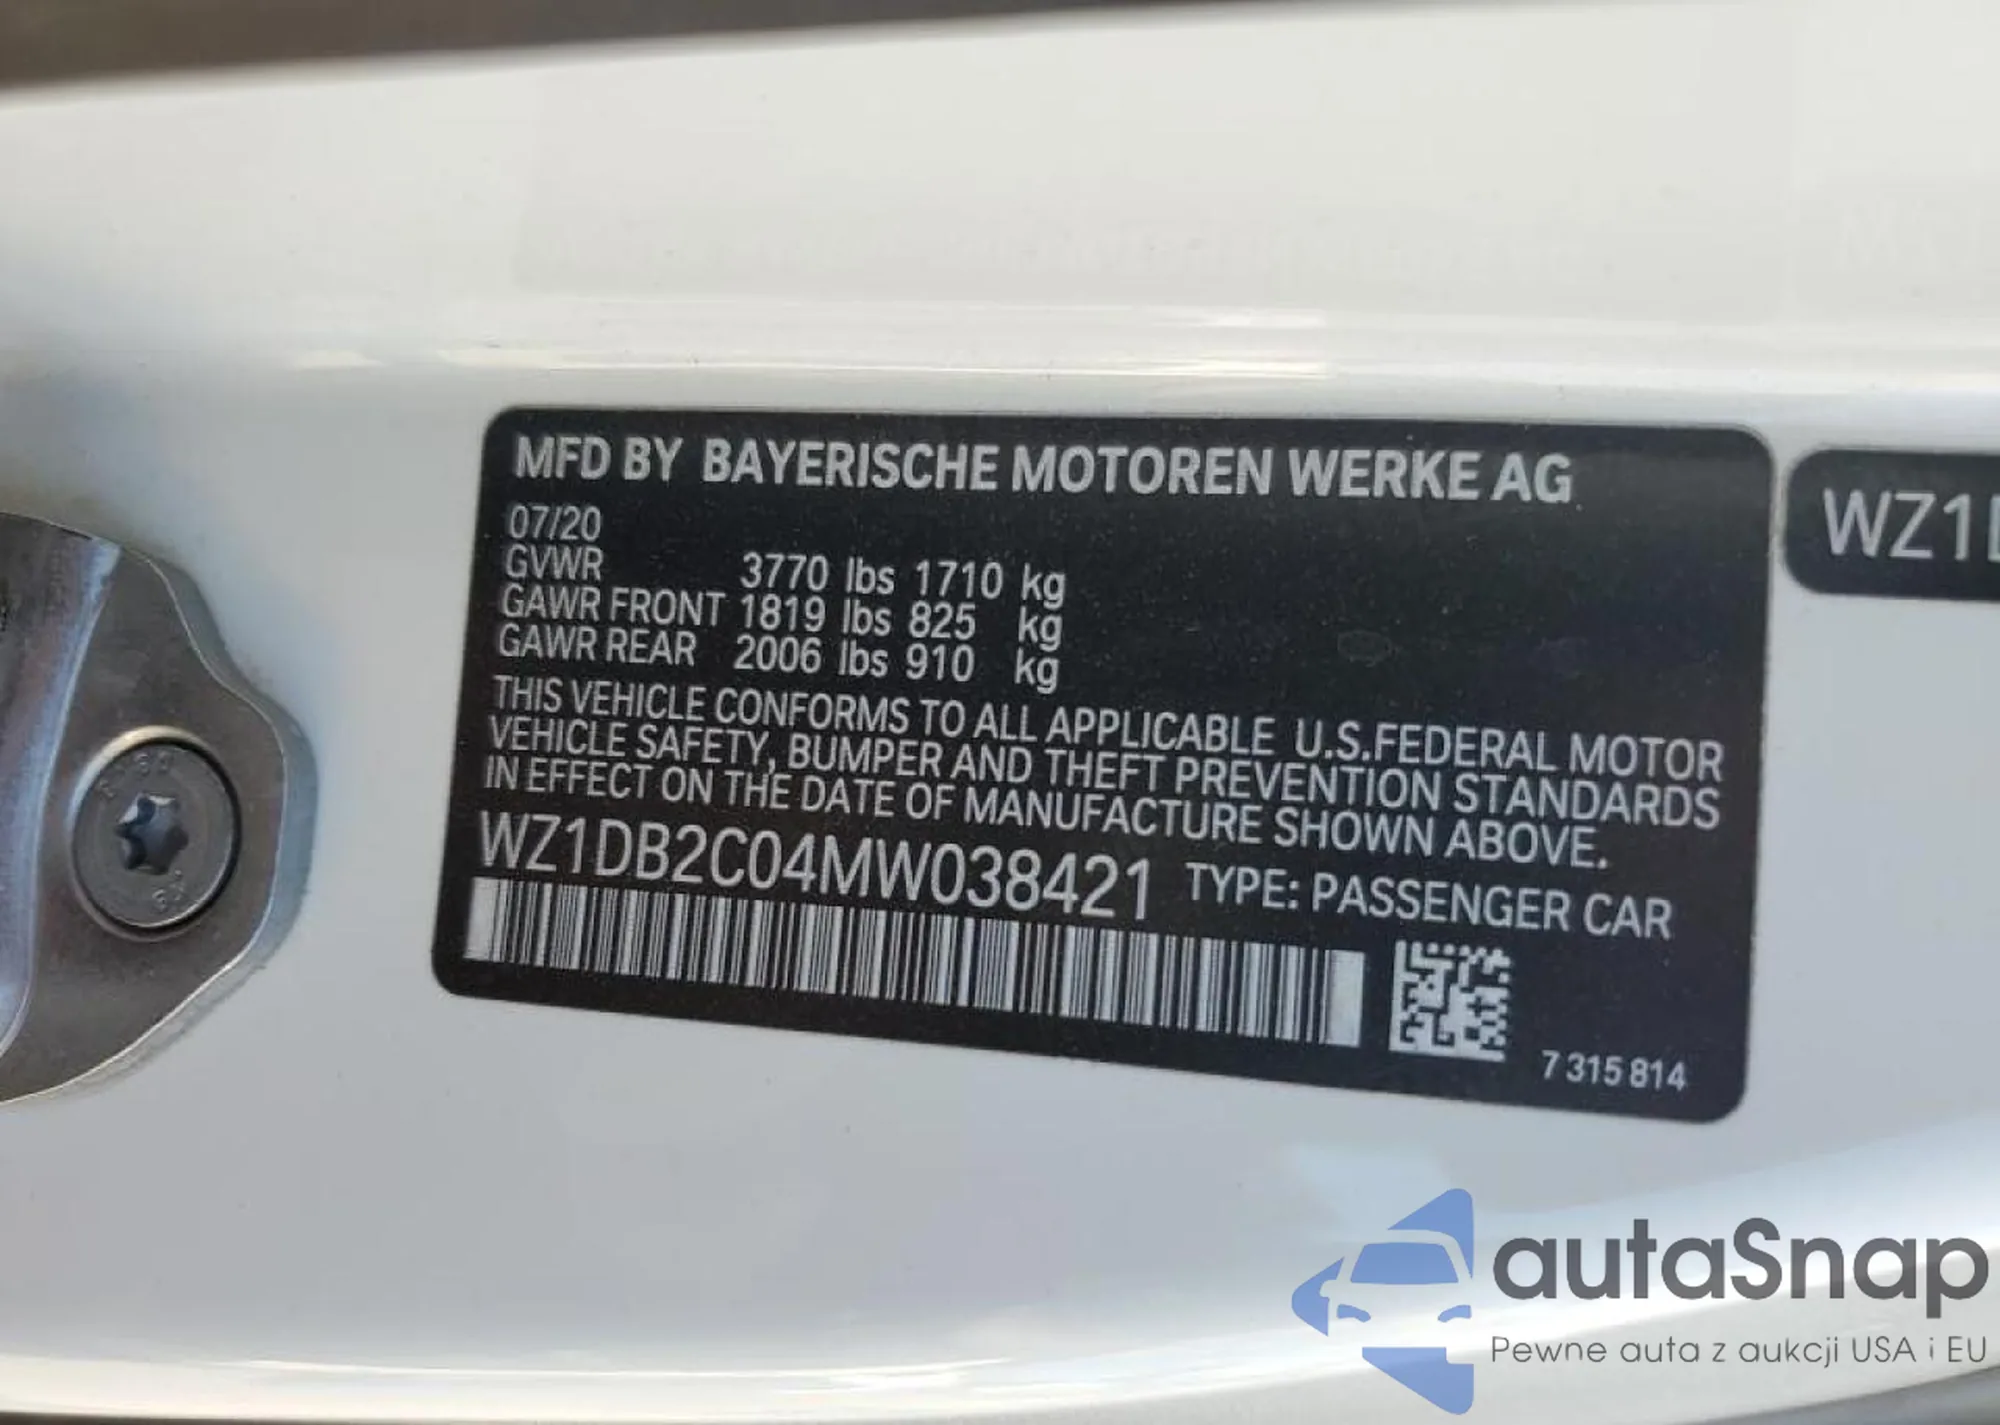 MFD BY BAYERISCHE MOTOREN WERKE AG
07/20
GVWR 3770 lbs 1710 kg
GAWR FRONT 1819 lbs 825 kg
GAWR REAR 2006 lbs 910 kg
THIS VEHICLE CONFORMS TO ALL APPLICABLE U.S.FEDERAL MOTOR
VEHICLE SAFETY, BUMPER AND THEFT PREVENTION STANDARDS
IN EFFECT ON THE DATE OF MANUFACTURE SHOWN ABOVE.
WZ1DB2C04MW038421 TYPE: PASSENGER CAR
7 315 814
WZ1D
autaSnap
Pewne auta z aukcji USA i EU